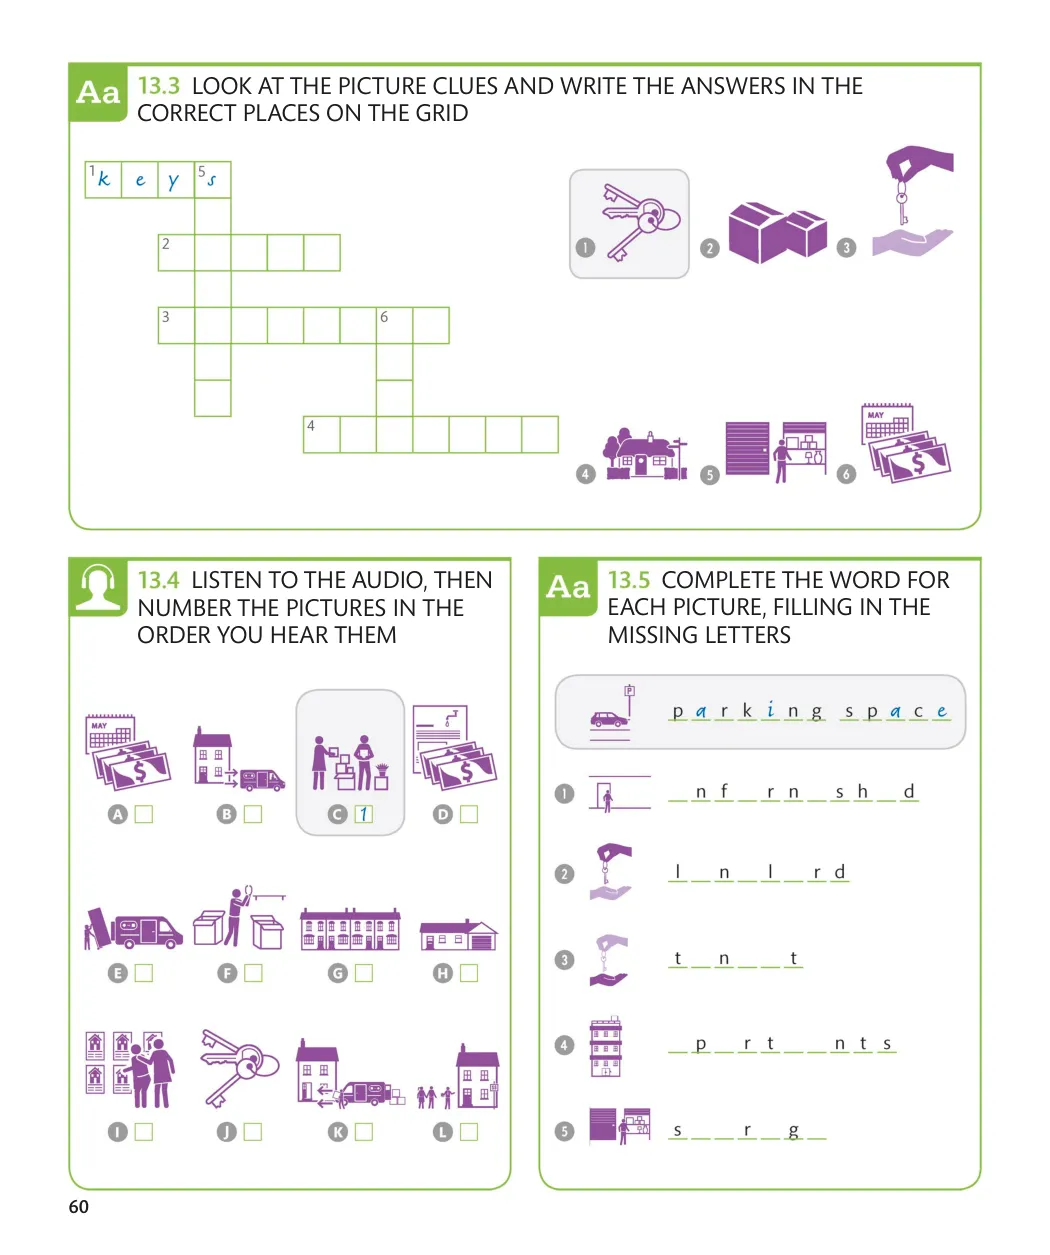 Aa 13.3 LOOK AT THE PICTURE CLUES AND WRITE THE ANSWERS IN THE
CORRECT PLACES ON THE GRID
1 k e y 5 s
2
3 6
4
1 2 3
MAY
4 5 6
13.4 LISTEN TO THE AUDIO, THEN
NUMBER THE PICTURES IN THE
ORDER YOU HEAR THEM
MAY
A B C 1 D
E F G H
I J K L
Aa 13.5 COMPLETE THE WORD FOR
EACH PICTURE, FILLING IN THE
MISSING LETTERS
P
p a r k i n g s p a c e
1 _ n f _ r n _ s h _ d
2 l _ n _ l _ r d
3 t _ n _ _ t
4 _ p _ r t _ _ n t s
5 s _ _ r _ g _
60